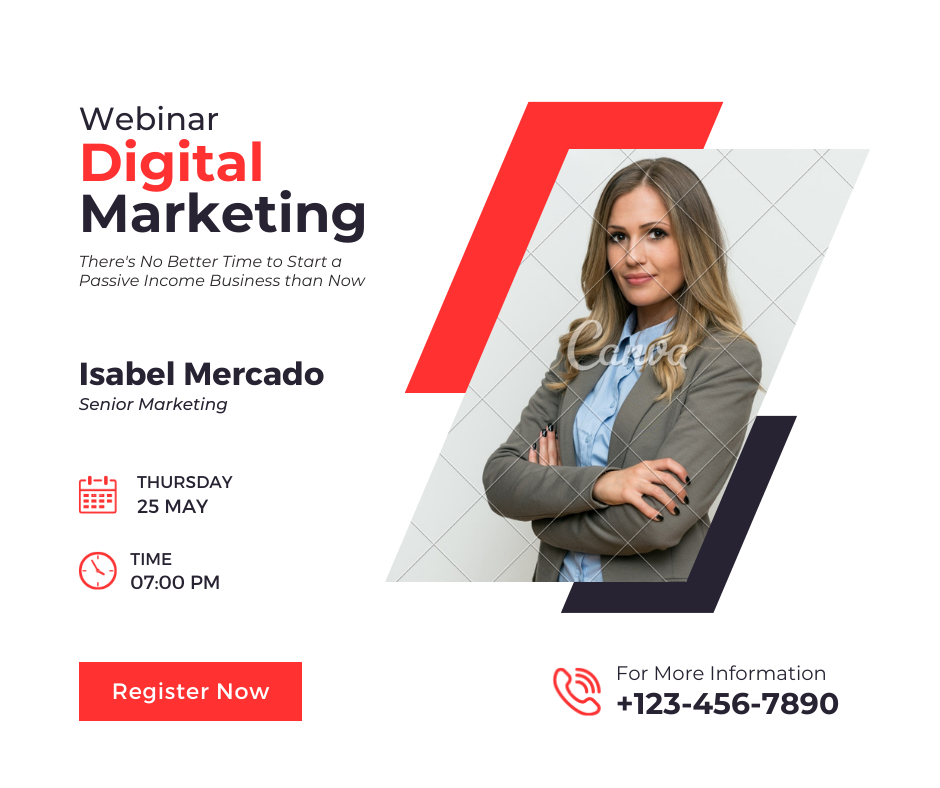 Webinar
Digital
Marketing
There's No Better Time to Start a
Passive Income Business than Now
Isabel Mercado
Senior Marketing
THURSDAY
25 MAY
TIME
07:00 PM
Register Now
Canva
For More Information
+123-456-7890